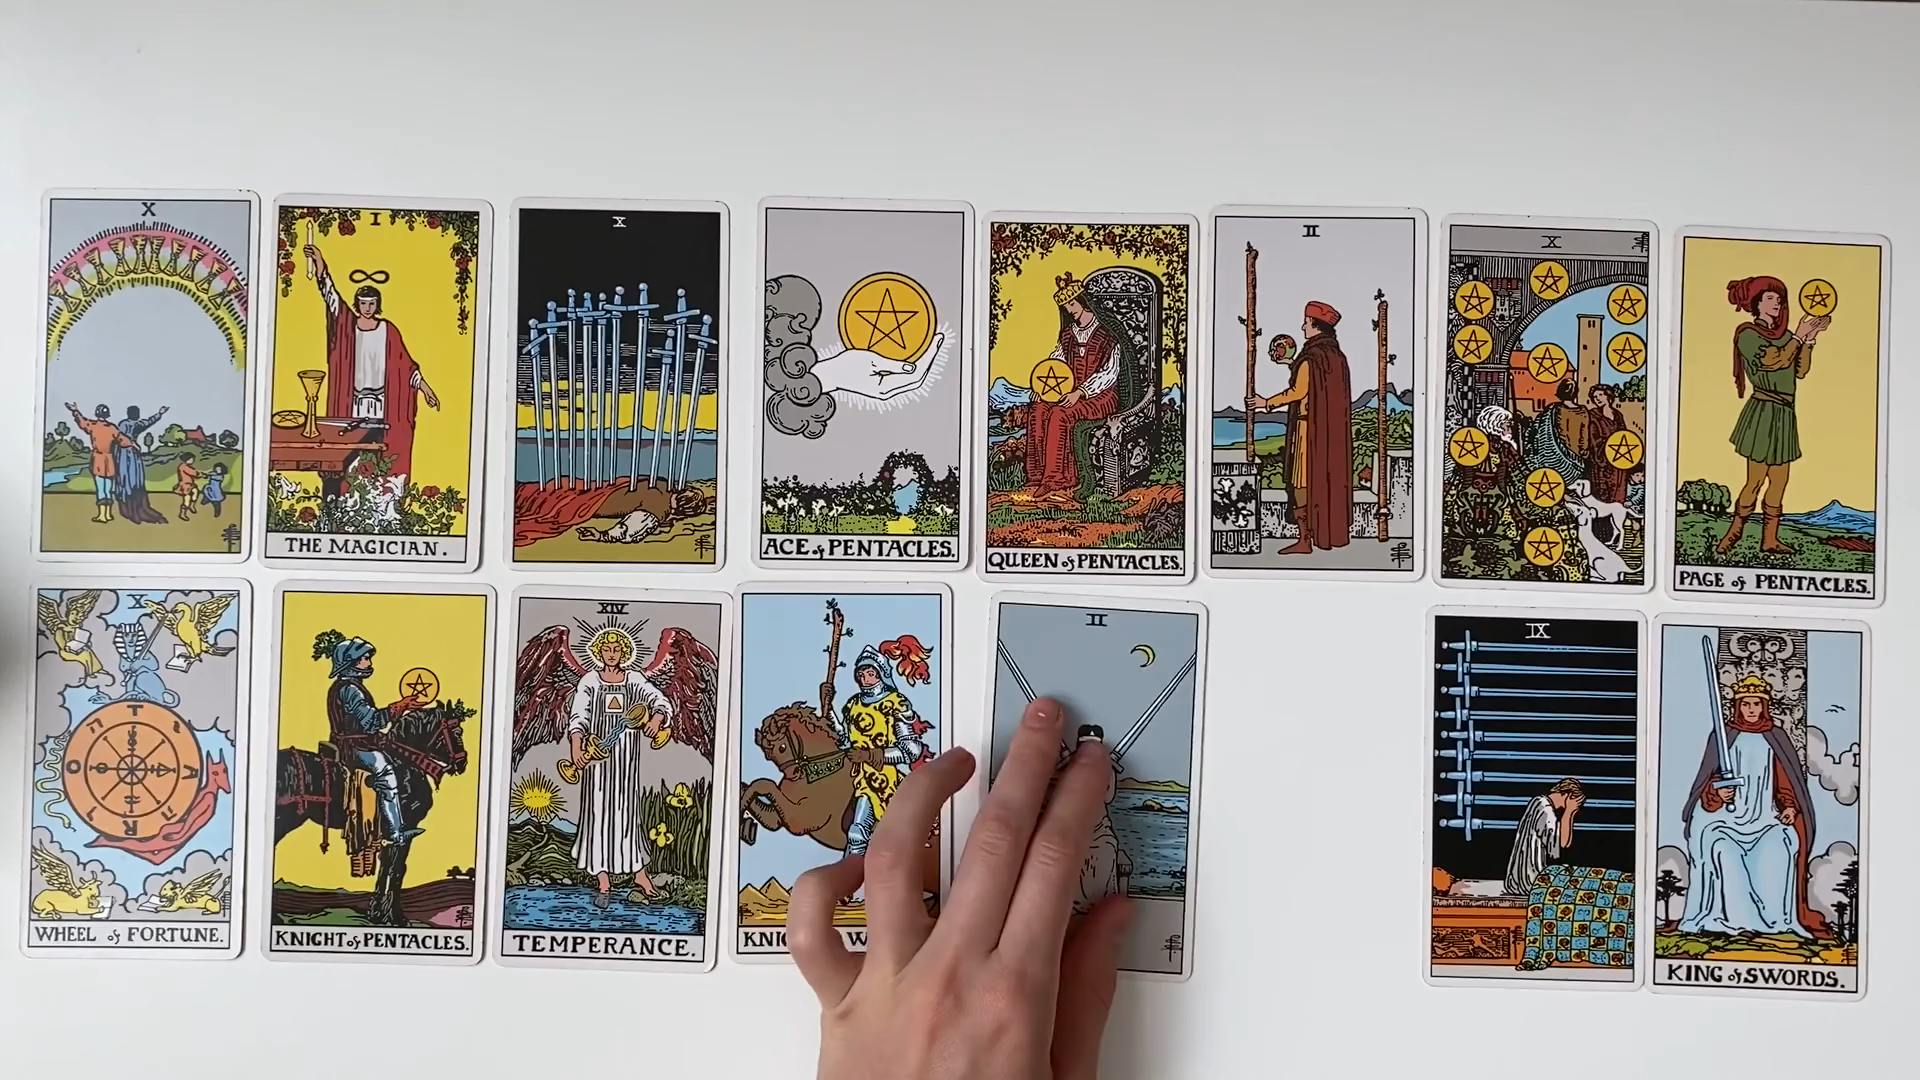 X
I
THE MAGICIAN.
X
ACE of PENTACLES.
QUEEN of PENTACLES.
II
X
PAGE of PENTACLES.
X
T A R O
WHEEL of FORTUNE.
KNIGHT of PENTACLES.
XIV
TEMPERANCE.
II
IX
KING of SWORDS.